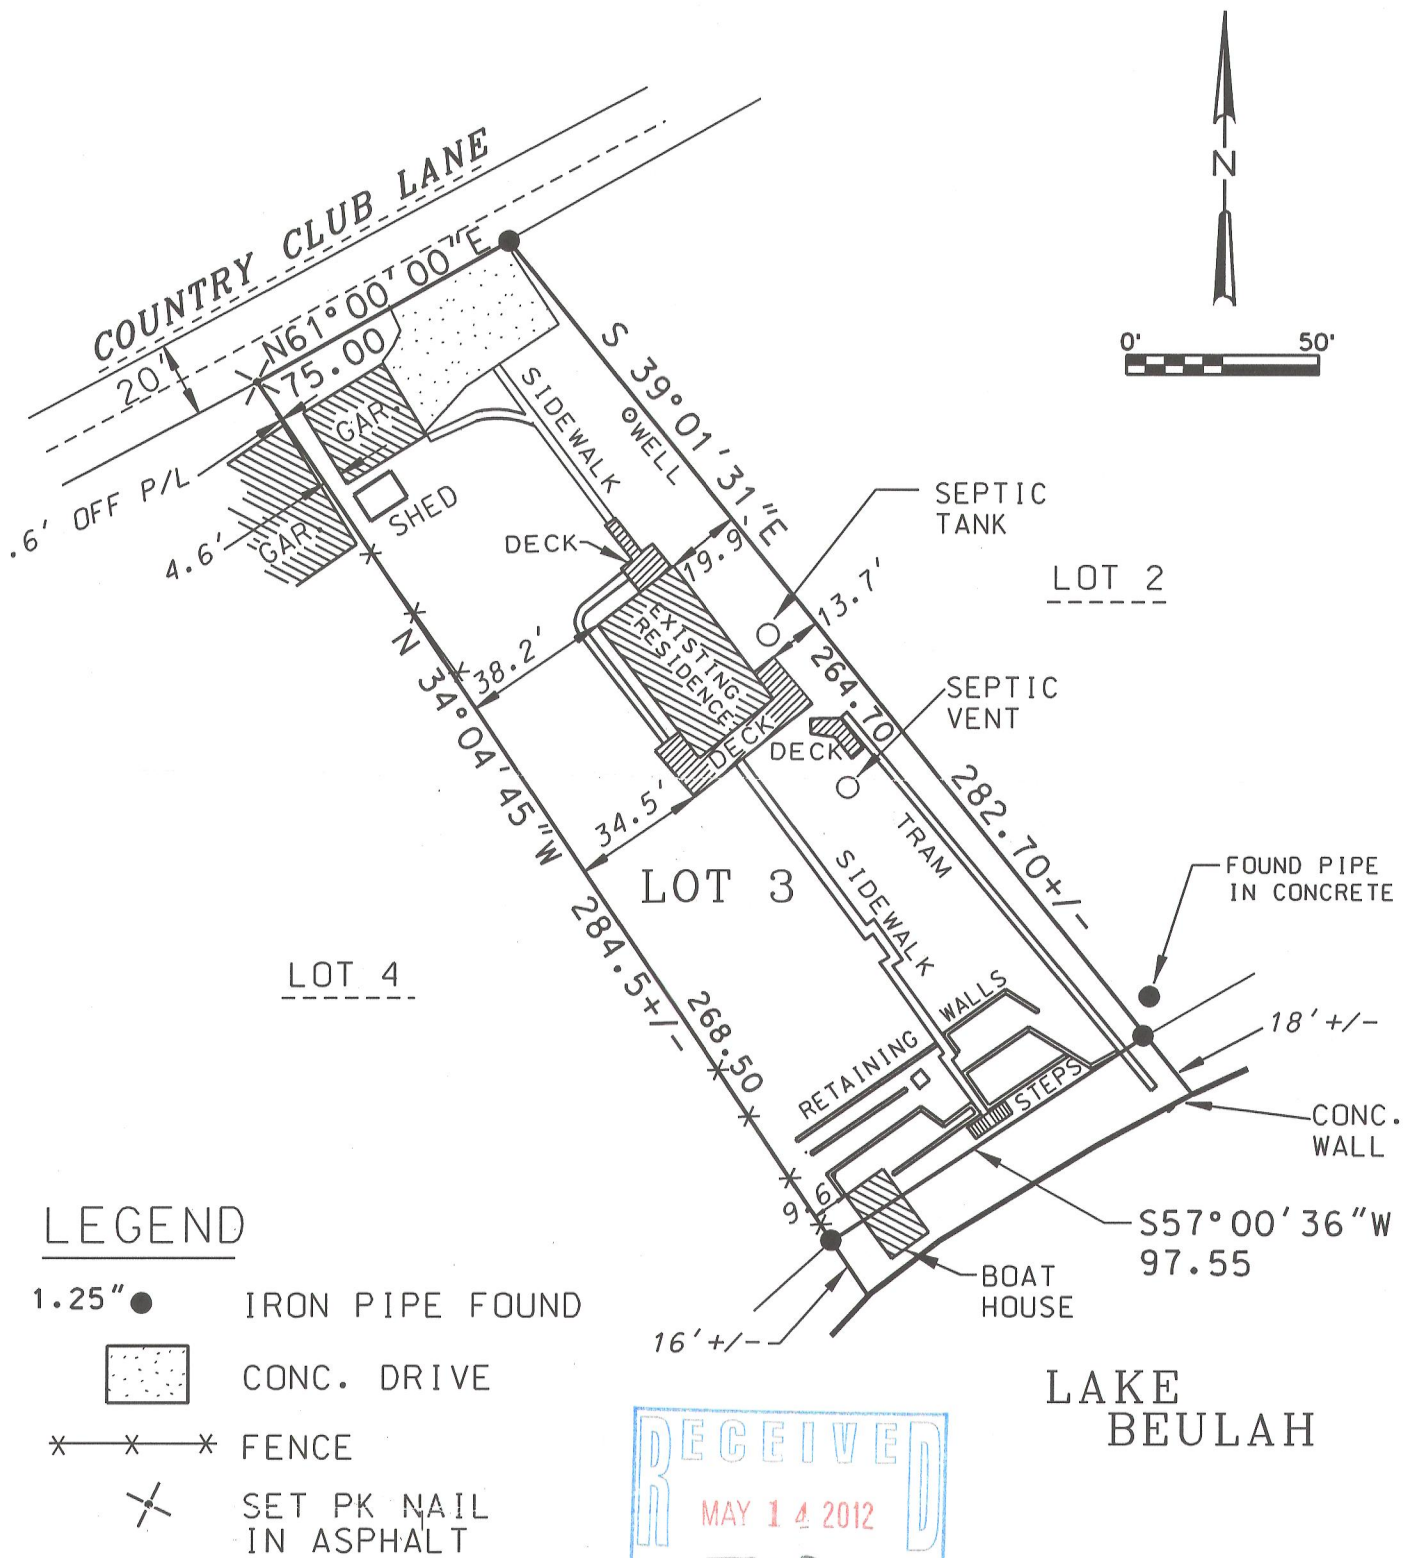 N
0' 50'
COUNTRY CLUB LANE
20'
N61°00'00"E
75.00
GAR.
.6' OFF P/L
4.6'
GAR.
SHED
SIDEWALK
WELL
S 39°01'31"E
DECK
19.9'
SEPTIC
TANK
LOT 2
13.7'
EXISTING
RESIDENCE
38.2'
N 34°04'45"W
264.70
SEPTIC
VENT
DECK
DECK
34.5'
LOT 3
TRAM
282.70+/-
SIDEWALK
FOUND PIPE
IN CONCRETE
LOT 4
284.5+/-
268.50
RETAINING WALLS
18'+/-
STEPS
CONC.
WALL
9.6'
S57°00'36"W
97.55
BOAT
HOUSE
16'+/-
LAKE
BEULAH
LEGEND
1.25" IRON PIPE FOUND
CONC. DRIVE
FENCE
SET PK NAIL
IN ASPHALT
RECEIVED
MAY 14 2012